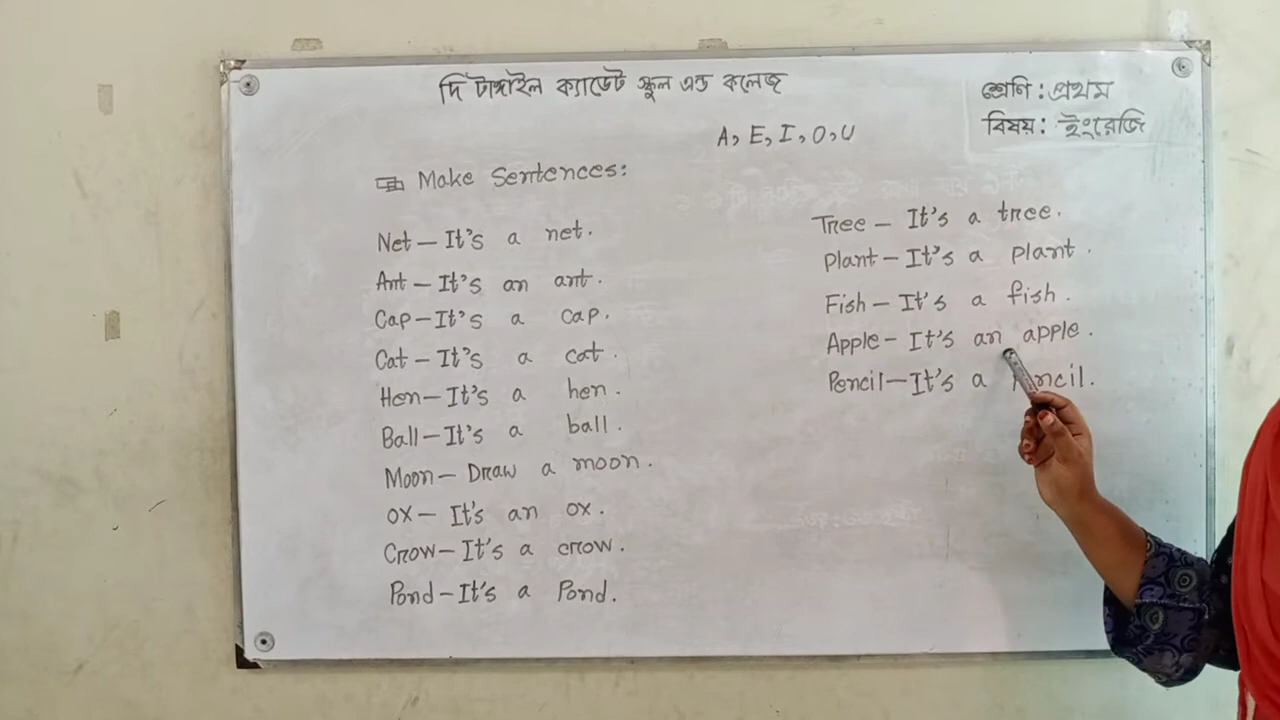 দি টাঙ্গাইল ক্যাডেট স্কুল এন্ড কলেজ
শ্রেণি : প্রথম
বিষয় : ইংরেজি
A, E, I, O, U
Make Sentences:
Net – It's a net.
Ant – It's an ant.
Cap – It's a cap.
Cat – It's a cat.
Hen – It's a hen.
Ball – It's a ball.
Moon – Draw a moon.
OX – It's an ox.
Crow – It's a crow.
Pond – It's a Pond.
Tree – It's a tree.
Plant – It's a plant.
Fish – It's a fish.
Apple – It's an apple.
Pencil – It's a pencil.